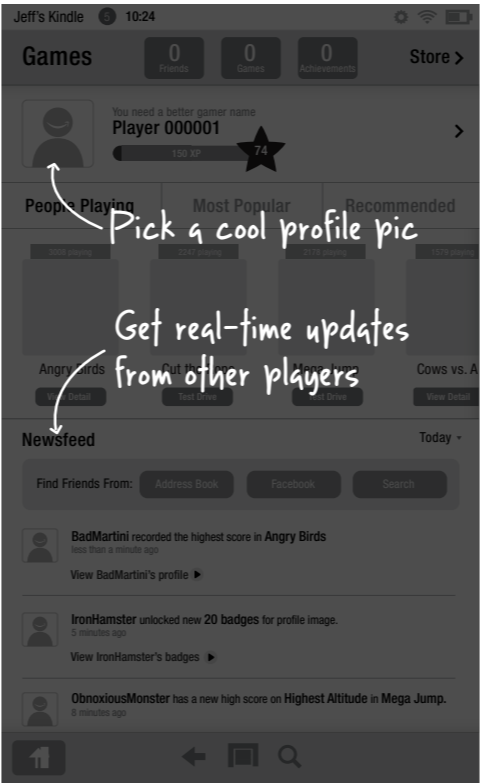 Jeff's Kindle 5 10:24
Games
0 Friends
0 Games
0 Achievements
Store >
You need a better gamer name
Player 000001
150 XP
74
People Playing Most Popular Recommended
Pick a cool profile pic
2247 playing
2178 playing
Get real-time updates
from other players
Angry Birds
Cut the Rope
Mega Jump
Cows vs. A
View Detail Test Drive Test Drive View Detail
Newsfeed
Today
Find Friends From: Address Book Facebook Search
BadMartini recorded the highest score in Angry Birds
less than a minute ago
View BadMartini's profile
IronHamster unlocked new 20 badges for profile image.
5 minutes ago
View IronHamster's badges
ObnoxiousMonster has a new high score on Highest Altitude in Mega Jump.
8 minutes ago